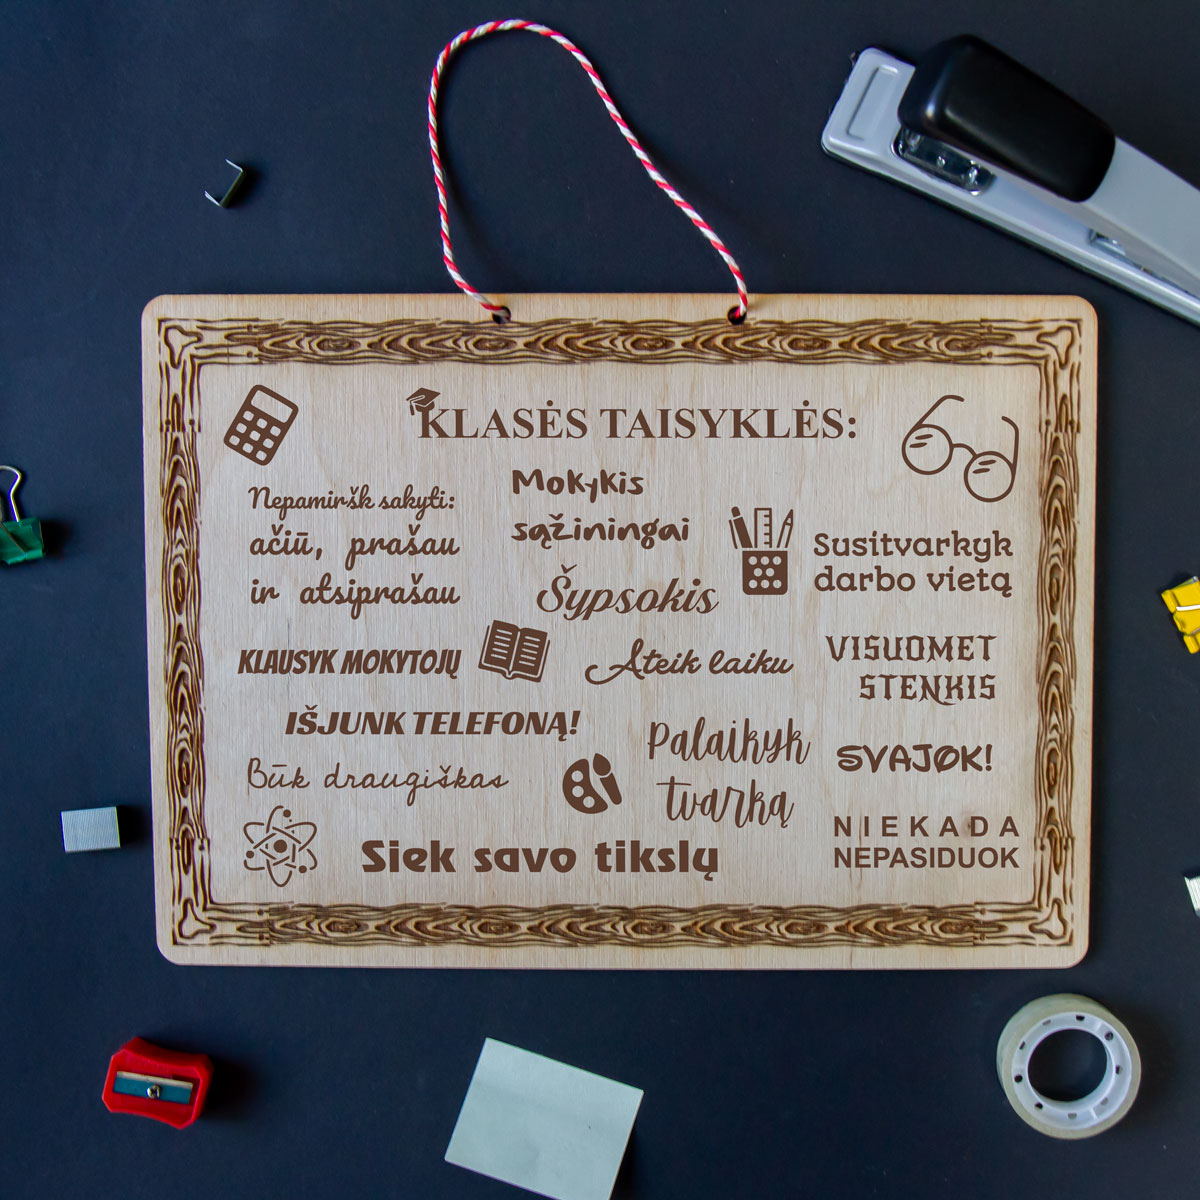 KLASĖS TAISYKLĖS:
Nepamiršk sakyti:
ačiū, prašau
ir atsiprašau
Mokykis
sąžiningai
Šypsokis
Susitvarkyk
darbo vietą
KLAUSYK MOKYTOJŲ
Ateik laiku
VISUOMET
STENKIS
IŠJUNK TELEFONĄ!
Palaikyk
tvarką
SVAJOK!
Būk draugiškas
Siek savo tikslų
NIEKADA
NEPASIDUOK